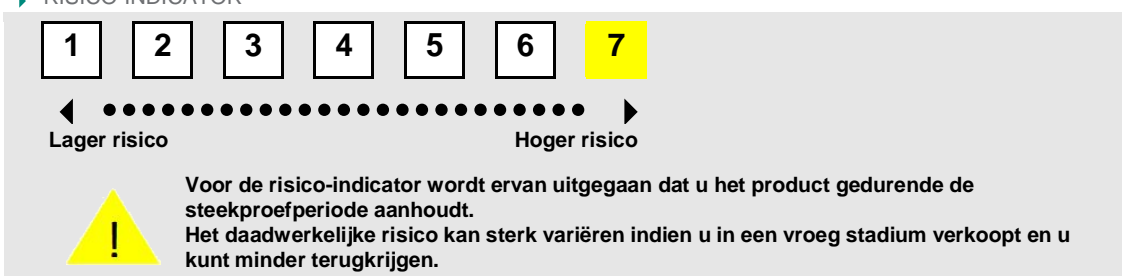 RISICO-INDICATOR
1 2 3 4 5 6 7
Lager risico Hoger risico
Voor de risico-indicator wordt ervan uitgegaan dat u het product gedurende de
steekproefperiode aanhoudt.
Het daadwerkelijke risico kan sterk variëren indien u in een vroeg stadium verkoopt en u
kunt minder terugkrijgen.
!